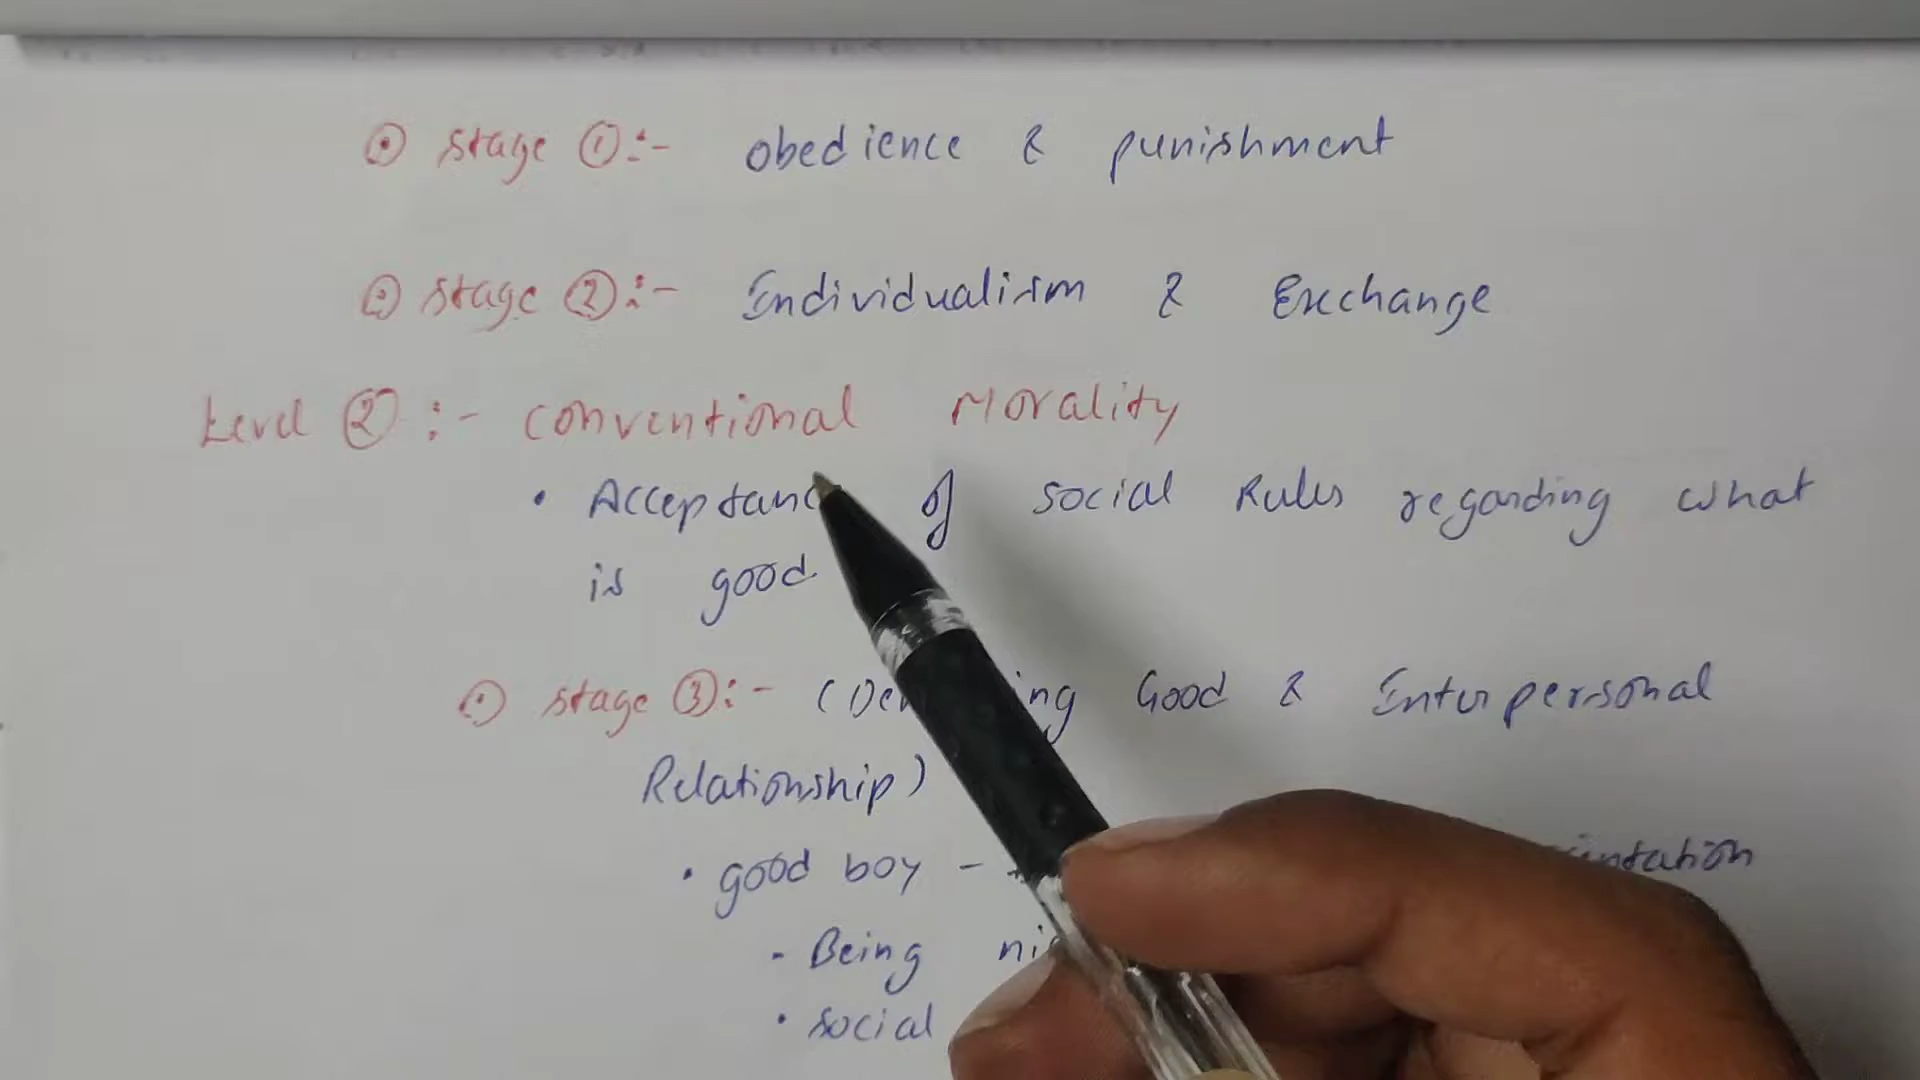 ⊙ stage ①:- obedience & punishment
⊙ stage ②:- Individualism & Exchange
Level ② :- conventional Morality
• Acceptanc of social Rules regarding what
is good
⊙ stage ③:- ( Good & Interpersonal
Relationship)
• good boy -
- Being
• social